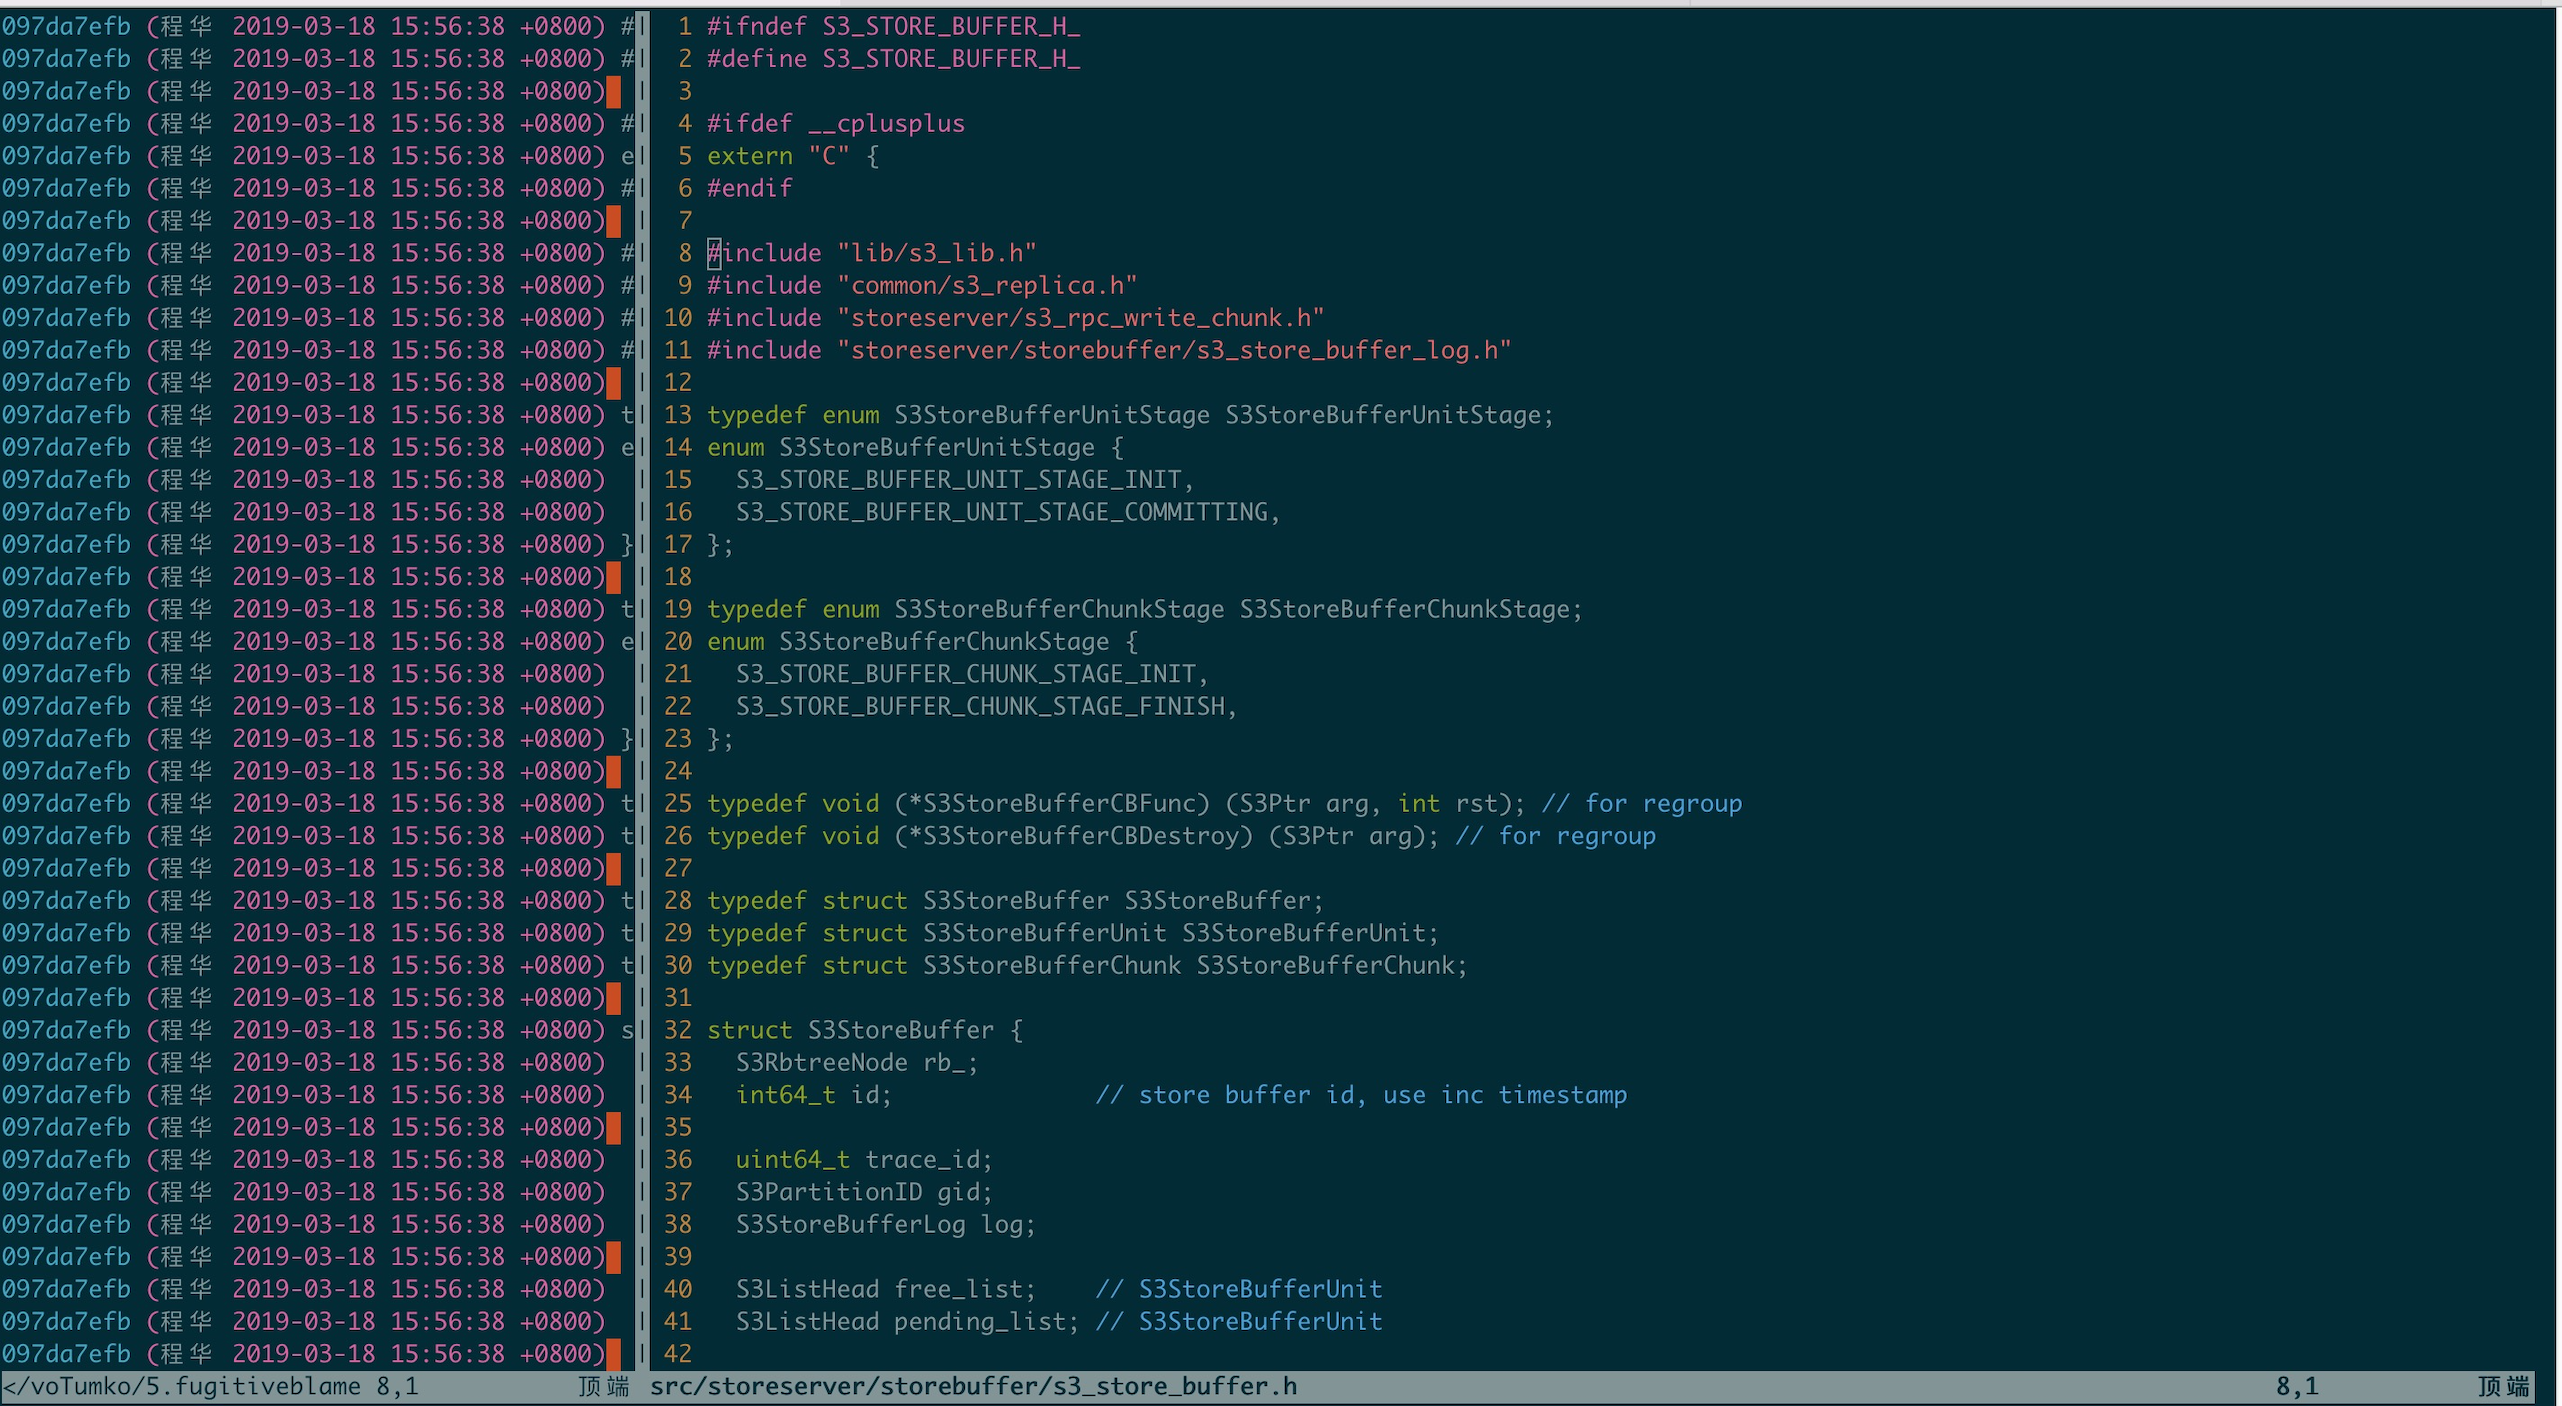 097da7efb (程华 2019-03-18 15:56:38 +0800) #| 1 #ifndef S3_STORE_BUFFER_H_
097da7efb (程华 2019-03-18 15:56:38 +0800) #| 2 #define S3_STORE_BUFFER_H_
097da7efb (程华 2019-03-18 15:56:38 +0800) | 3
097da7efb (程华 2019-03-18 15:56:38 +0800) #| 4 #ifdef __cplusplus
097da7efb (程华 2019-03-18 15:56:38 +0800) e| 5 extern "C" {
097da7efb (程华 2019-03-18 15:56:38 +0800) #| 6 #endif
097da7efb (程华 2019-03-18 15:56:38 +0800) | 7
097da7efb (程华 2019-03-18 15:56:38 +0800) #| 8 #include "lib/s3_lib.h"
097da7efb (程华 2019-03-18 15:56:38 +0800) #| 9 #include "common/s3_replica.h"
097da7efb (程华 2019-03-18 15:56:38 +0800) #| 10 #include "storeserver/s3_rpc_write_chunk.h"
097da7efb (程华 2019-03-18 15:56:38 +0800) #| 11 #include "storeserver/storebuffer/s3_store_buffer_log.h"
097da7efb (程华 2019-03-18 15:56:38 +0800) | 12
097da7efb (程华 2019-03-18 15:56:38 +0800) t| 13 typedef enum S3StoreBufferUnitStage S3StoreBufferUnitStage;
097da7efb (程华 2019-03-18 15:56:38 +0800) e| 14 enum S3StoreBufferUnitStage {
097da7efb (程华 2019-03-18 15:56:38 +0800) | 15   S3_STORE_BUFFER_UNIT_STAGE_INIT,
097da7efb (程华 2019-03-18 15:56:38 +0800) | 16   S3_STORE_BUFFER_UNIT_STAGE_COMMITTING,
097da7efb (程华 2019-03-18 15:56:38 +0800) }| 17 };
097da7efb (程华 2019-03-18 15:56:38 +0800) | 18
097da7efb (程华 2019-03-18 15:56:38 +0800) t| 19 typedef enum S3StoreBufferChunkStage S3StoreBufferChunkStage;
097da7efb (程华 2019-03-18 15:56:38 +0800) e| 20 enum S3StoreBufferChunkStage {
097da7efb (程华 2019-03-18 15:56:38 +0800) | 21   S3_STORE_BUFFER_CHUNK_STAGE_INIT,
097da7efb (程华 2019-03-18 15:56:38 +0800) | 22   S3_STORE_BUFFER_CHUNK_STAGE_FINISH,
097da7efb (程华 2019-03-18 15:56:38 +0800) }| 23 };
097da7efb (程华 2019-03-18 15:56:38 +0800) | 24
097da7efb (程华 2019-03-18 15:56:38 +0800) t| 25 typedef void (*S3StoreBufferCBFunc) (S3Ptr arg, int rst); // for regroup
097da7efb (程华 2019-03-18 15:56:38 +0800) t| 26 typedef void (*S3StoreBufferCBDestroy) (S3Ptr arg); // for regroup
097da7efb (程华 2019-03-18 15:56:38 +0800) | 27
097da7efb (程华 2019-03-18 15:56:38 +0800) t| 28 typedef struct S3StoreBuffer S3StoreBuffer;
097da7efb (程华 2019-03-18 15:56:38 +0800) t| 29 typedef struct S3StoreBufferUnit S3StoreBufferUnit;
097da7efb (程华 2019-03-18 15:56:38 +0800) t| 30 typedef struct S3StoreBufferChunk S3StoreBufferChunk;
097da7efb (程华 2019-03-18 15:56:38 +0800) | 31
097da7efb (程华 2019-03-18 15:56:38 +0800) s| 32 struct S3StoreBuffer {
097da7efb (程华 2019-03-18 15:56:38 +0800) | 33   S3RbtreeNode rb_;
097da7efb (程华 2019-03-18 15:56:38 +0800) | 34   int64_t id;              // store buffer id, use inc timestamp
097da7efb (程华 2019-03-18 15:56:38 +0800) | 35
097da7efb (程华 2019-03-18 15:56:38 +0800) | 36   uint64_t trace_id;
097da7efb (程华 2019-03-18 15:56:38 +0800) | 37   S3PartitionID gid;
097da7efb (程华 2019-03-18 15:56:38 +0800) | 38   S3StoreBufferLog log;
097da7efb (程华 2019-03-18 15:56:38 +0800) | 39
097da7efb (程华 2019-03-18 15:56:38 +0800) | 40   S3ListHead free_list;    // S3StoreBufferUnit
097da7efb (程华 2019-03-18 15:56:38 +0800) | 41   S3ListHead pending_list; // S3StoreBufferUnit
097da7efb (程华 2019-03-18 15:56:38 +0800) | 42
</voTumko/5.fugitiveblame 8,1 顶端 src/storeserver/storebuffer/s3_store_buffer.h 8,1 顶端